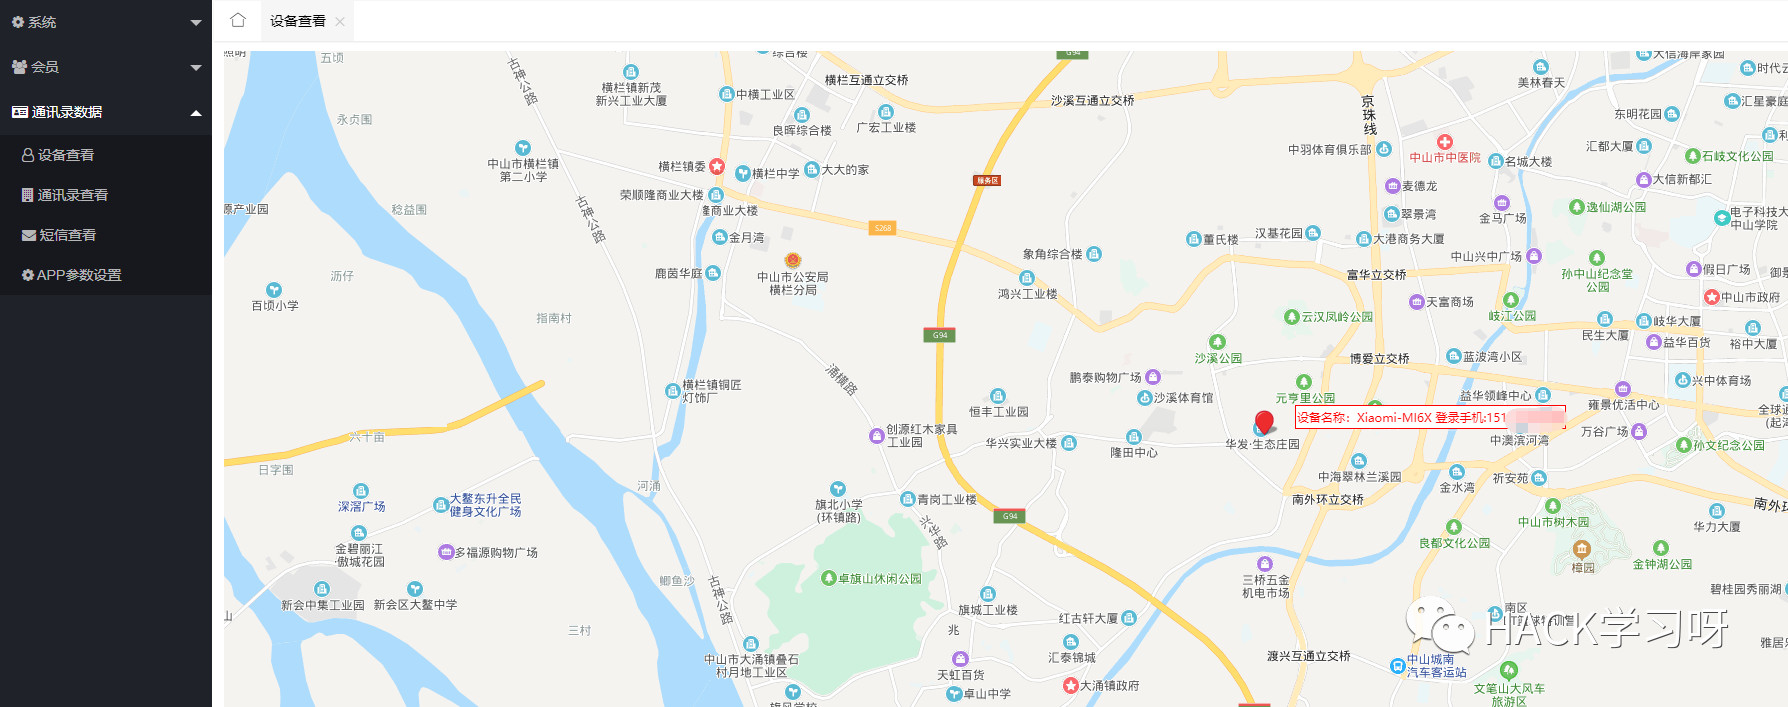 系统
会员
通讯录数据
设备查看
通讯录查看
短信查看
APP参数设置
设备查看
五顷
古神公路
横栏镇新茂
新兴工业大厦
中横工业区
横栏互通立交桥
综合楼
G94
沙溪互通立交桥
京珠线
美林春天
大信海岸家园
时代云
汇星豪庭
东明花园
永贞围
良晖综合楼
广宏工业楼
中羽体育俱乐部
中山市中医院
名城大楼
汇都大厦
石岐文化公园
中山市横栏镇
第二小学
横栏镇委
横栏中学
大大的家
服务区
麦德龙
大信新都汇
荣顺隆商业大楼
隆商业大楼
源产业园
稔益围
古神公路
金月湾
S268
翠景湾
金马广场
逸仙湖公园
电子科技大
中山学院
董氏楼
汉基花园
大港商务大厦
象角综合楼
中山兴中广场
富华立交桥
孙中山纪念堂
公园
假日广场
御景
鹿茵华庭
中山市公安局
横栏分局
沥仔
百顷小学
鸿兴工业楼
天富商场
岐江公园
中山市政府
指南村
云汉凤岭公园
岐华大厦
民生大厦
益华百货
裕中大厦
G94
沙溪公园
博爱立交桥
蓝波湾小区
涌横路
横栏镇铜匠
灯饰厂
鹏泰购物广场
沙溪体育馆
元亨里公园
益华领峰中心
兴中体育场
雍景优活中心
恒丰工业园
设备名称：Xiaomi-MI6X 登录手机:151
全球通
万谷广场
创源红木家具
工业园
华兴实业大楼
隆田中心
华发·生态庄园
中澳滨河湾
孙文纪念公园
六十亩
日字围
河涌
中海翠林兰溪园
金水湾
祈安苑
深滘广场
大鳌东升全民
健身文化广场
旗北小学
(环镇路)
青岗工业楼
G94
南外环立交桥
南外环
兴华路
中山市树木园
华力大厦
金碧丽江
·傲城花园
多福源购物广场
良都文化公园
樟园
金钟湖公园
卓旗山休闲公园
三桥五金
机电市场
鲫鱼沙
古神公路
碧桂园秀丽湖
新会中集工业园
新会区大鳌中学
旗城工业楼
红古轩大厦
南区
三村
兆
HACK学习呀
雅居
中山市大涌镇叠石
村月地工业区
天虹百货
汇泰锦城
渡兴互通立交桥
中山城南
汽车客运站
卓山中学
大涌镇政府
文笔山大风车
旅游区